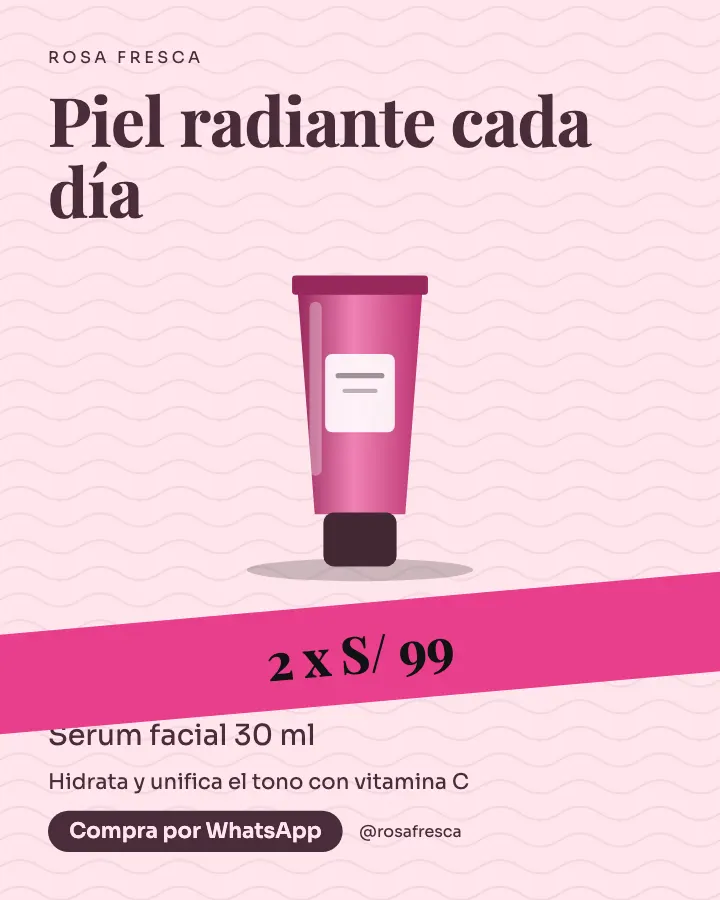 ROSA FRESCA
Piel radiante cada
día
2 x S/ 99
Serum facial 30 ml
Hidrata y unifica el tono con vitamina C
Compra por WhatsApp
@rosafresca